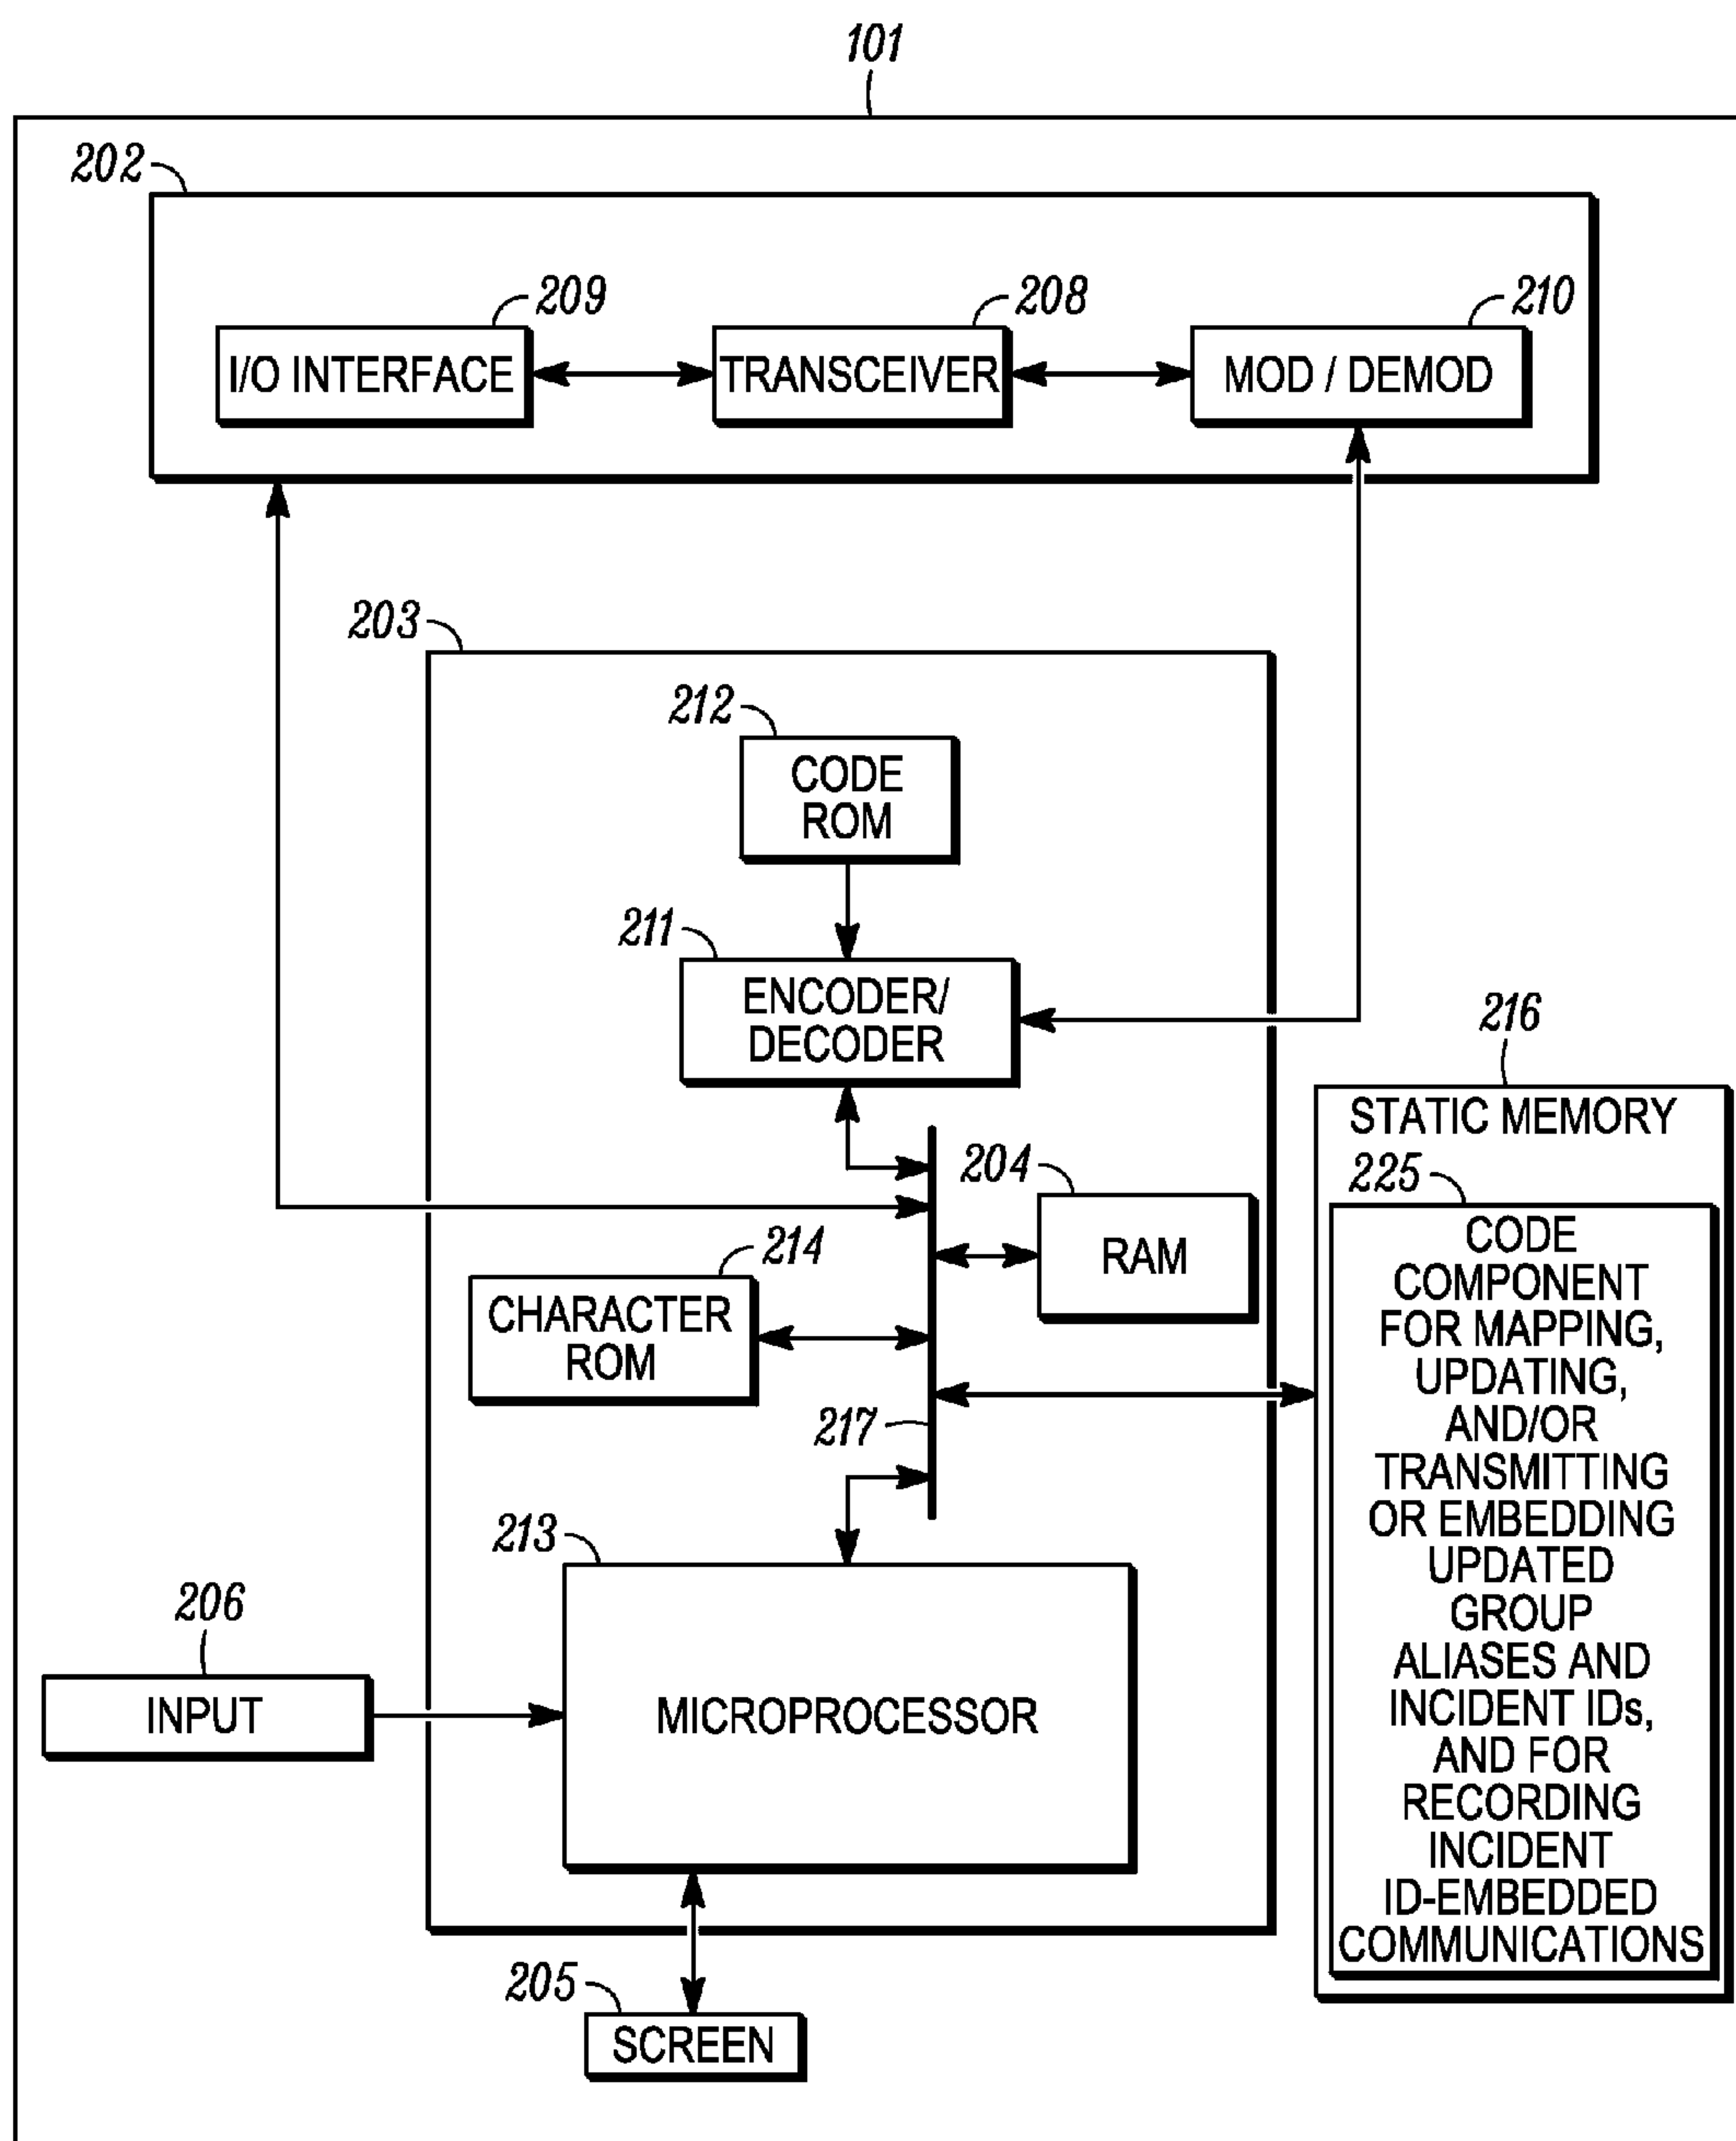 101
202
209
208
210
I/O INTERFACE
TRANSCEIVER
MOD / DEMOD
203
212
CODE
ROM
211
ENCODER/
DECODER
216
STATIC MEMORY
204
225
RAM
214
CHARACTER
ROM
217
CODE
COMPONENT
FOR MAPPING,
UPDATING,
AND/OR
TRANSMITTING
OR EMBEDDING
UPDATED
GROUP
ALIASES AND
INCIDENT IDs,
AND FOR
RECORDING
INCIDENT
ID-EMBEDDED
COMMUNICATIONS
213
206
INPUT
MICROPROCESSOR
205
SCREEN